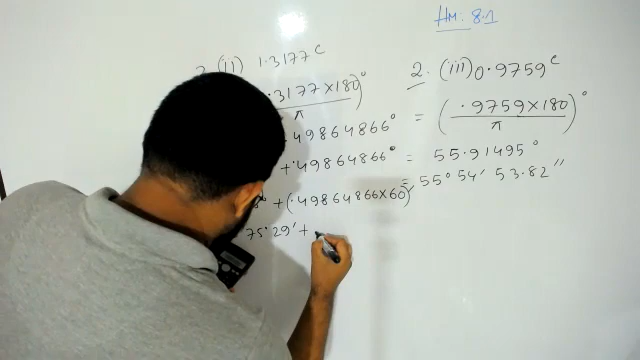 HM: 8.1
2 (ii) 1.3177ᶜ
.3177×180)°
π
.49864866°
+ .49864866°
° + (.49864866×60)′
75° 29′ +
2. (iii) 0.9759ᶜ
= (.9759×180)°
π
= 55.91495°
= 55° 54′ 53.82″